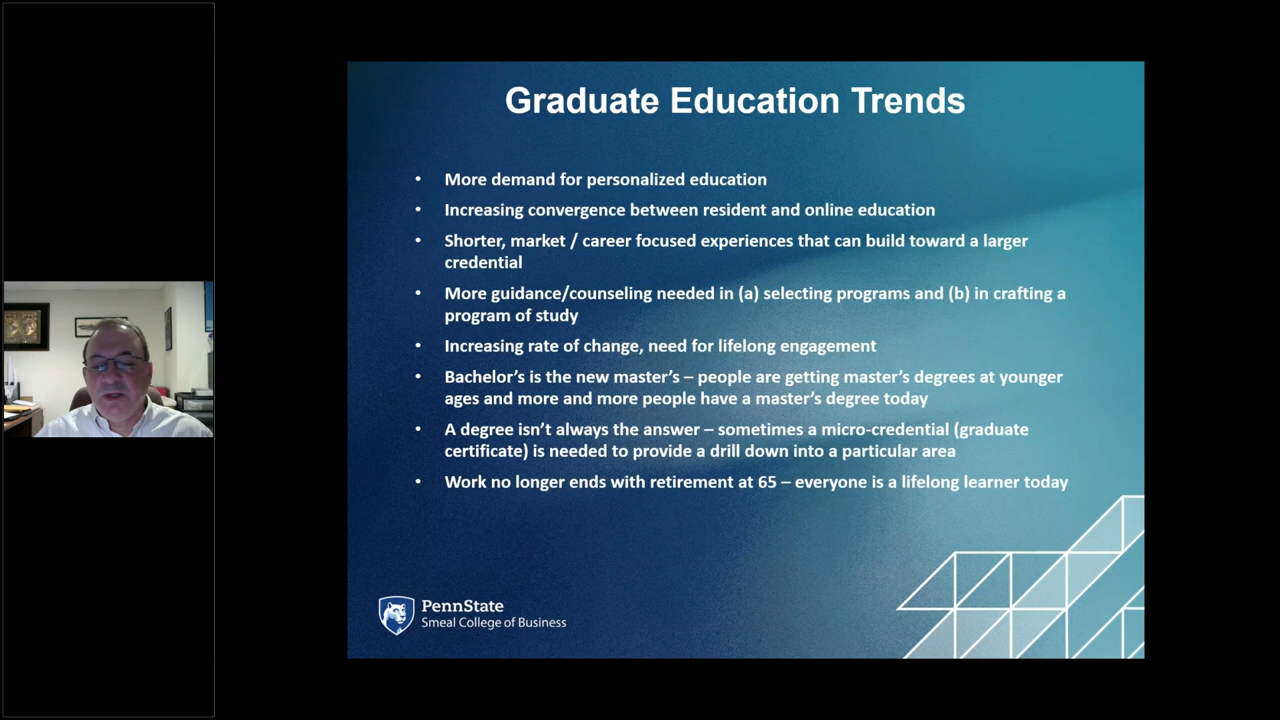 Graduate Education Trends
• More demand for personalized education
• Increasing convergence between resident and online education
• Shorter, market / career focused experiences that can build toward a larger
credential
• More guidance/counseling needed in (a) selecting programs and (b) in crafting a
program of study
• Increasing rate of change, need for lifelong engagement
• Bachelor’s is the new master’s – people are getting master’s degrees at younger
ages and more and more people have a master’s degree today
• A degree isn’t always the answer – sometimes a micro-credential (graduate
certificate) is needed to provide a drill down into a particular area
• Work no longer ends with retirement at 65 – everyone is a lifelong learner today
PennState
Smeal College of Business